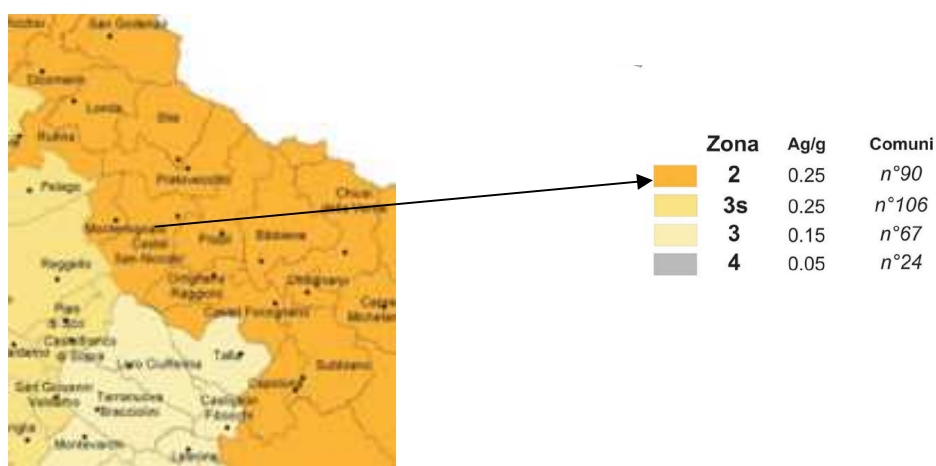 San Godenzo
Dicomano
Londa
Stia
Rufina
Pratovecchio
Pelago
Chiusi
della Verna
Montemignaio
Castel
San Niccolò
Poppi
Bibbiena
Reggello
Ortignano
Raggiolo
Chitignano
Castel Focognano
Pian
di Sco
Castelfranco
di Sopra
Loro Ciuffenna
Talla
Subbiano
Capolona
San Giovanni
Valdarno
Terranuova
Bracciolini
Castiglion
Fibocchi
Montevarchi
Laterina
Zona Ag/g Comuni
2 0.25 n°90
3s 0.25 n°106
3 0.15 n°67
4 0.05 n°24